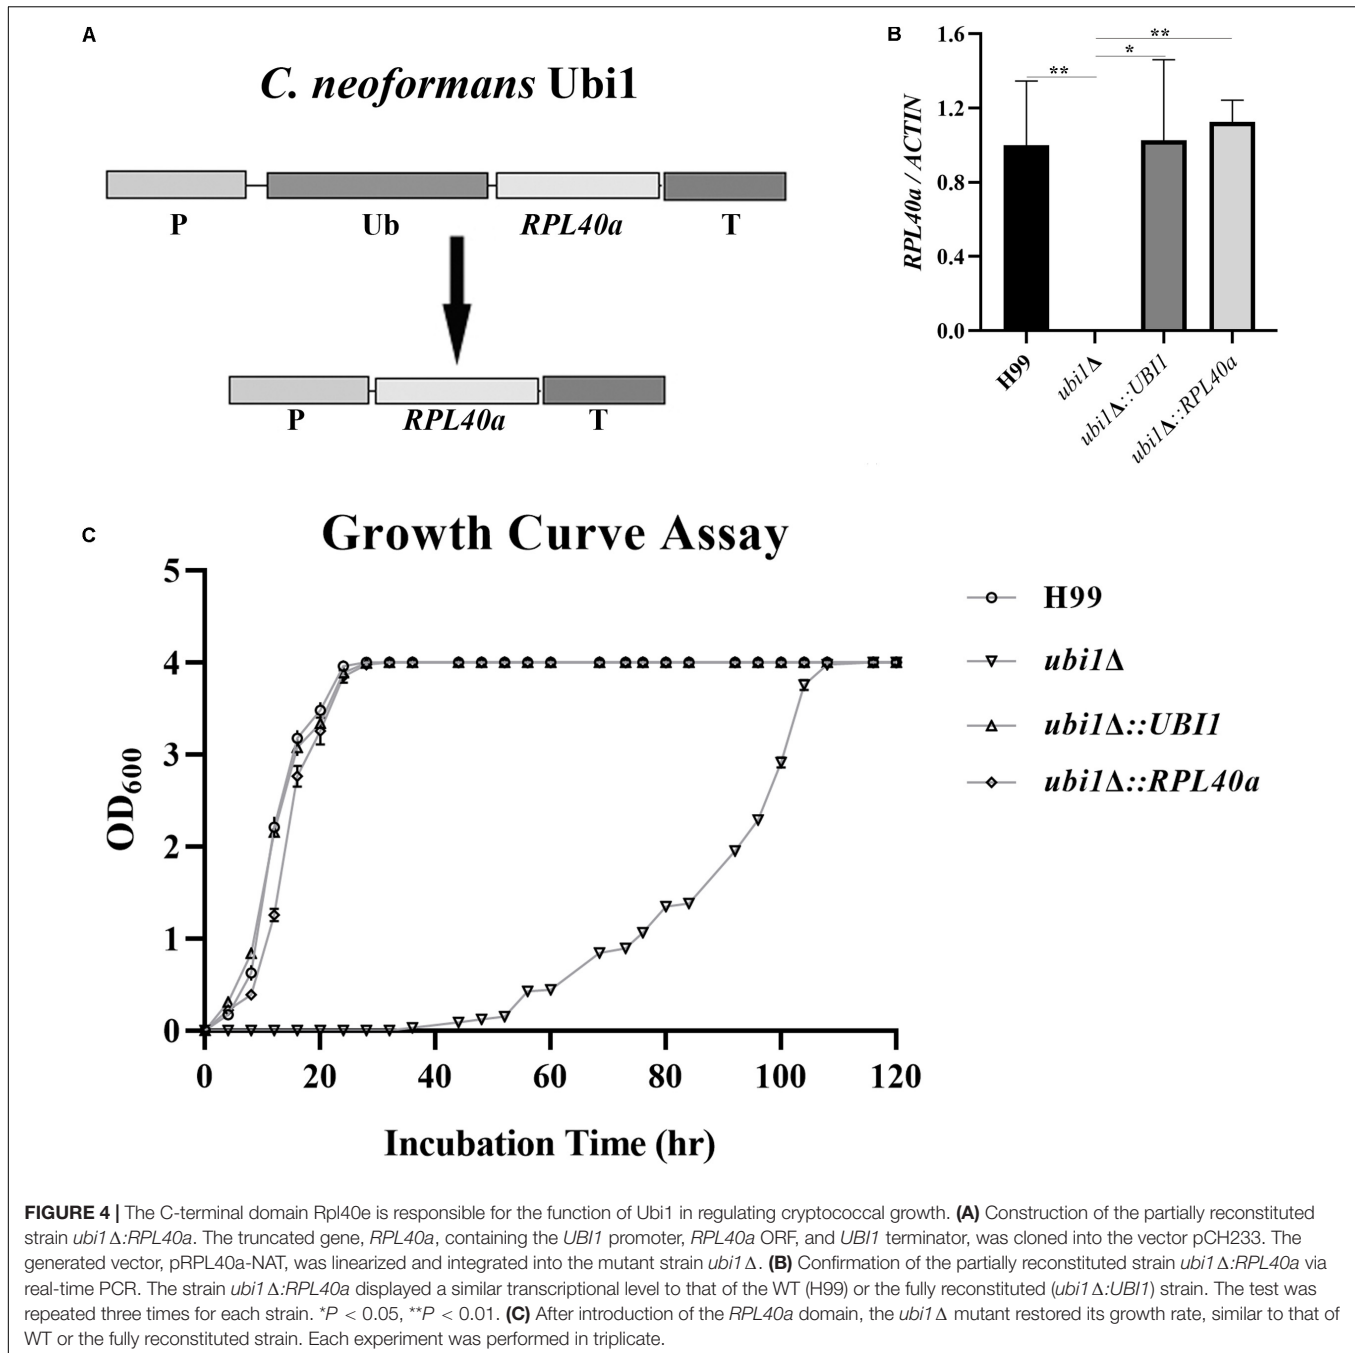 A
C. neoformans Ubi1
P Ub RPL40a T
P RPL40a T
B
RPL40a / ACTIN
1.6
1.2
0.8
0.4
0.0
**
*
**
H99
ubi1Δ
ubi1Δ::UBI1
ubi1Δ::RPL40a
C
Growth Curve Assay
OD600
5
4
3
2
1
0
0 20 40 60 80 100 120
Incubation Time (hr)
H99
ubi1Δ
ubi1Δ::UBI1
ubi1Δ::RPL40a
FIGURE 4 | The C-terminal domain Rpl40e is responsible for the function of Ubi1 in regulating cryptococcal growth. (A) Construction of the partially reconstituted
strain ubi1Δ:RPL40a. The truncated gene, RPL40a, containing the UBI1 promoter, RPL40a ORF, and UBI1 terminator, was cloned into the vector pCH233. The
generated vector, pRPL40a-NAT, was linearized and integrated into the mutant strain ubi1Δ. (B) Confirmation of the partially reconstituted strain ubi1Δ:RPL40a via
real-time PCR. The strain ubi1Δ:RPL40a displayed a similar transcriptional level to that of the WT (H99) or the fully reconstituted (ubi1Δ:UBI1) strain. The test was
repeated three times for each strain. *P < 0.05, **P < 0.01. (C) After introduction of the RPL40a domain, the ubi1Δ mutant restored its growth rate, similar to that of
WT or the fully reconstituted strain. Each experiment was performed in triplicate.